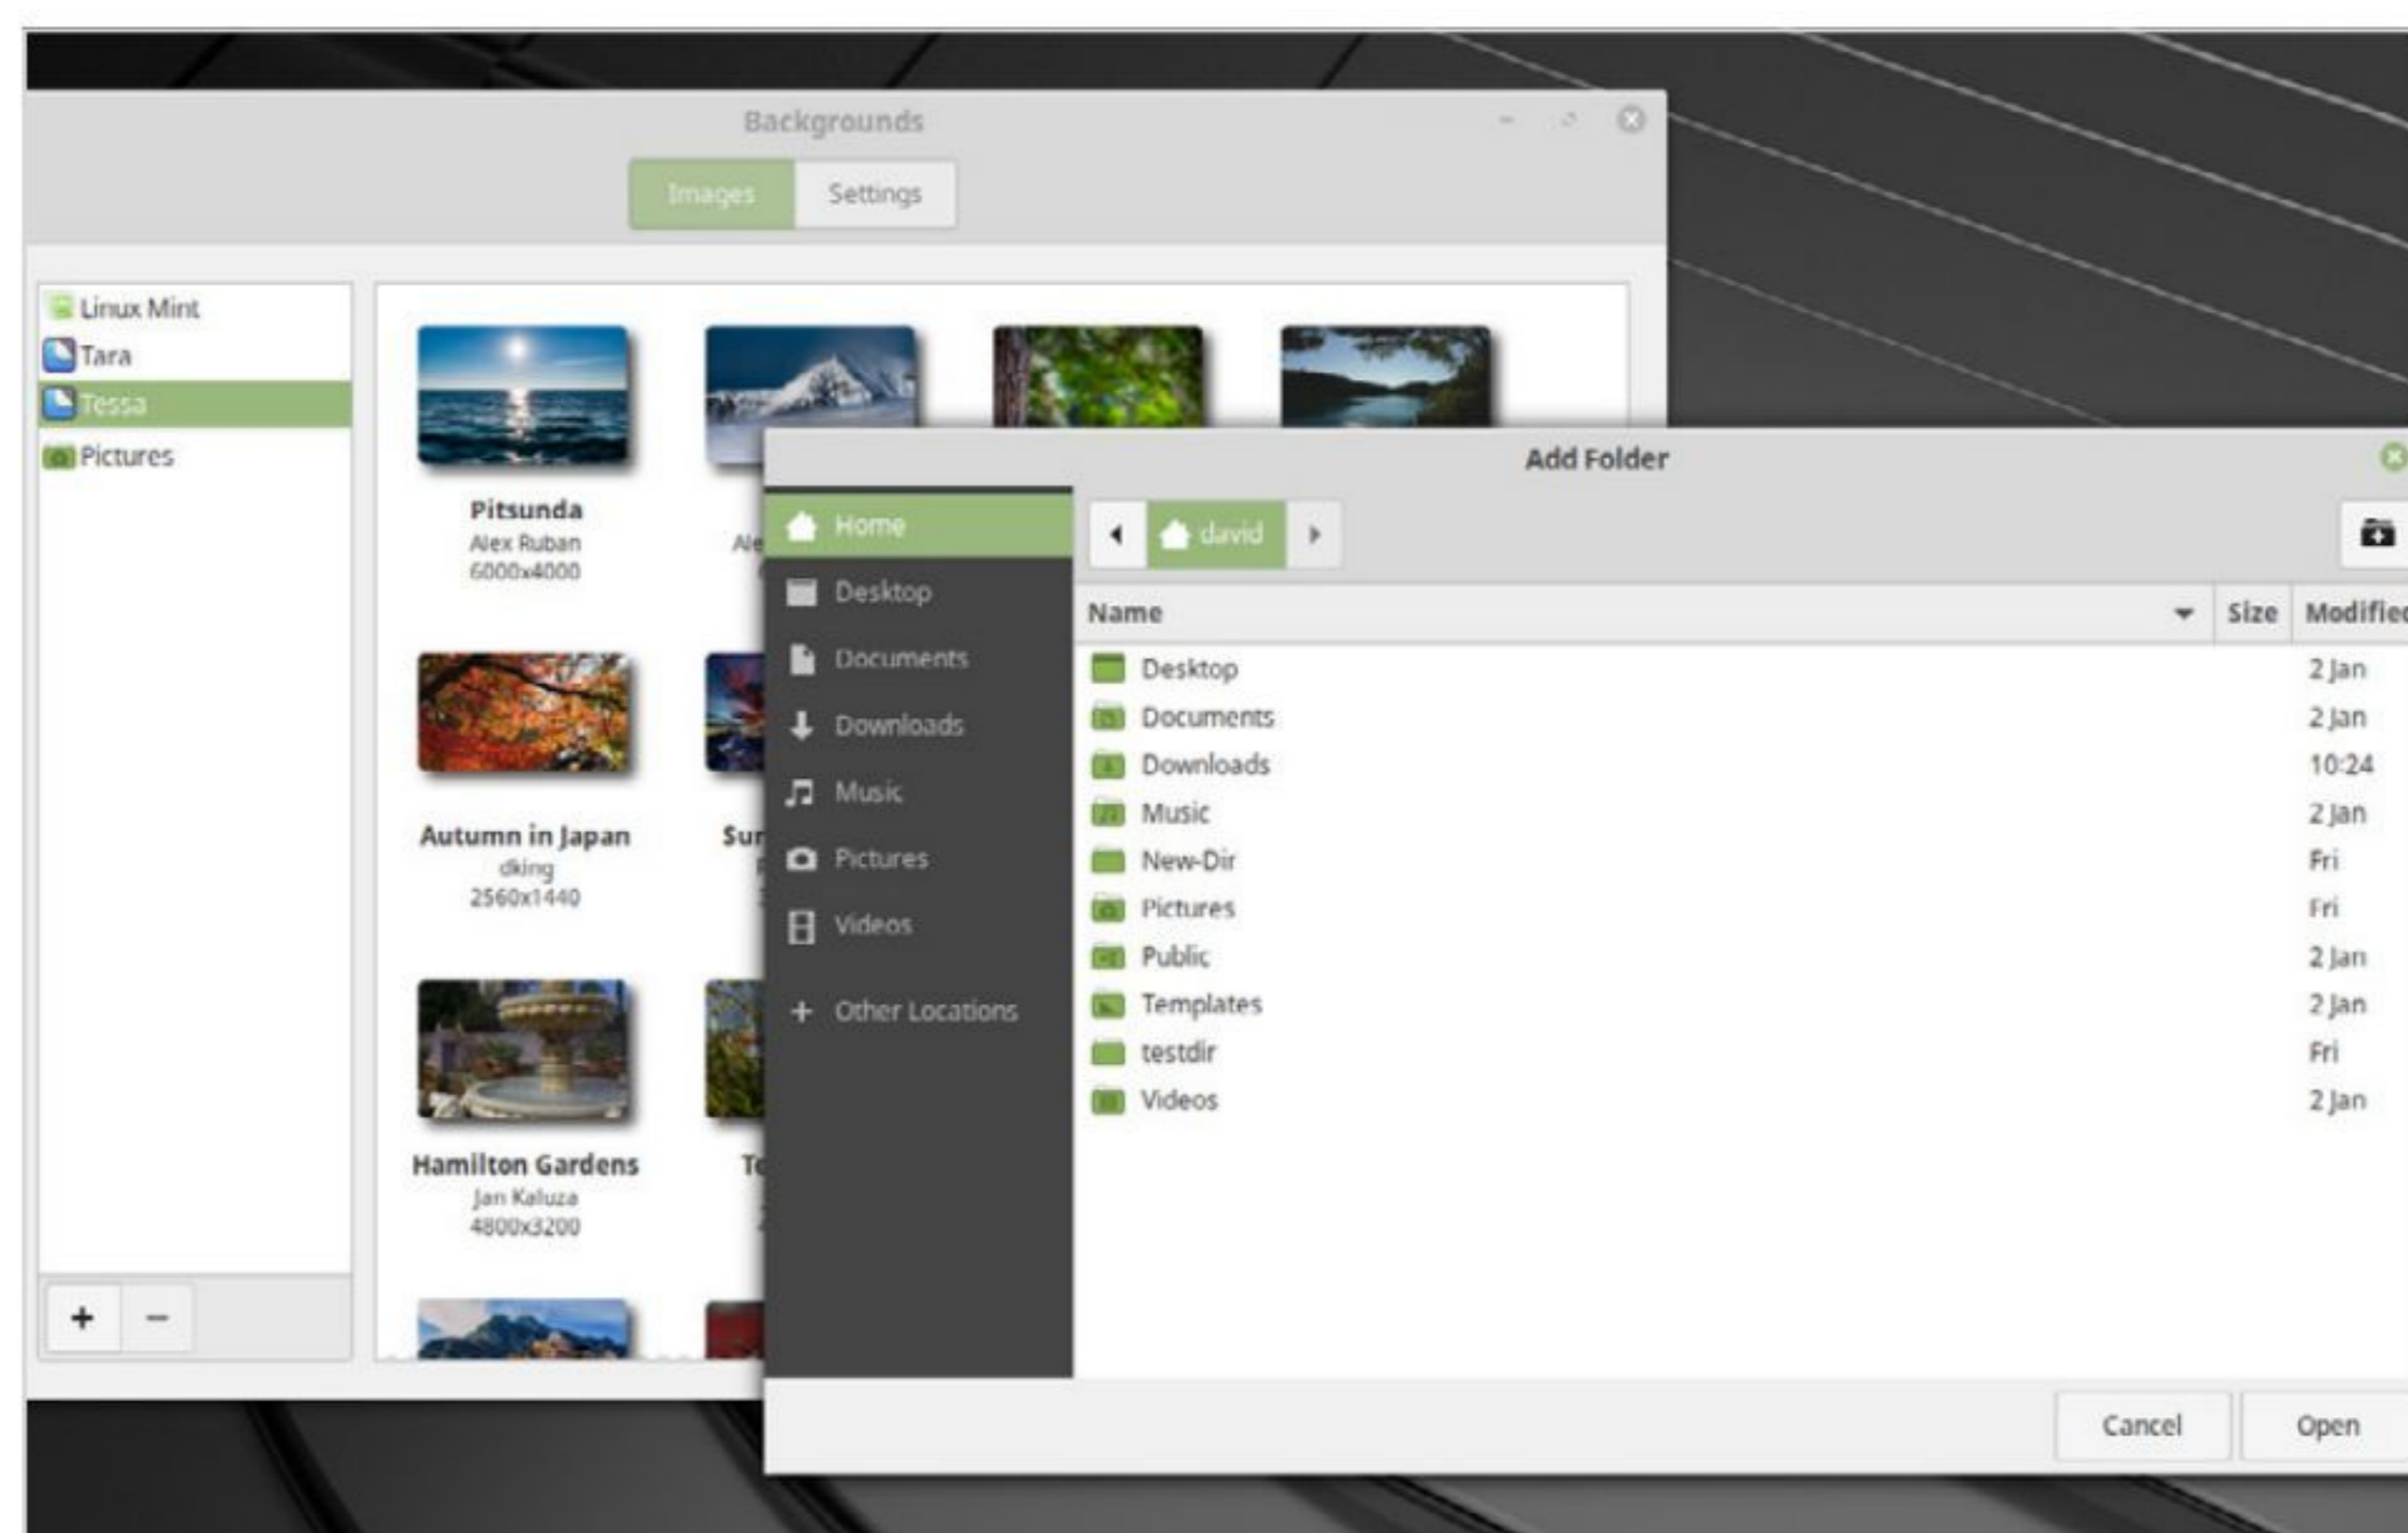 Backgrounds
Images Settings
Linux Mint
Tara
Tessa
Pictures
Pitsunda
Alex Ruban
6000x4000
Autumn in Japan
dking
2560x1440
Hamilton Gardens
Jan Kaluza
4800x3200
Add Folder
Home
Desktop
Documents
Downloads
Music
Pictures
Videos
Other Locations
david
Name Size Modified
Desktop 2 Jan
Documents 2 Jan
Downloads 10:24
Music 2 Jan
New-Dir Fri
Pictures Fri
Public 2 Jan
Templates 2 Jan
testdir Fri
Videos 2 Jan
Cancel Open